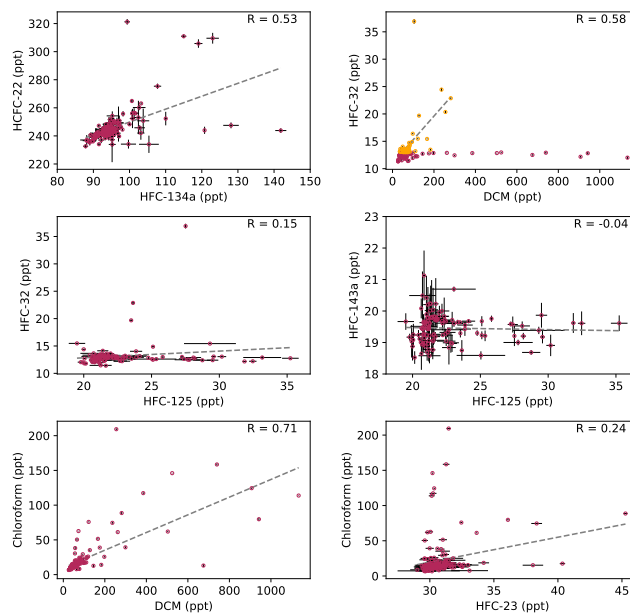 R = 0.53
HCFC-22 (ppt)
320
300
280
260
240
220
80 90 100 110 120 130 140 150
HFC-134a (ppt)
R = 0.58
HFC-32 (ppt)
35
30
25
20
15
10
0 200 400 600 800 1000
DCM (ppt)
R = 0.15
HFC-32 (ppt)
35
30
25
20
15
10
20 25 30 35
HFC-125 (ppt)
R = -0.04
HFC-143a (ppt)
23
22
21
20
19
18
20 25 30 35
HFC-125 (ppt)
R = 0.71
Chloroform (ppt)
200
150
100
50
0
0 200 400 600 800 1000
DCM (ppt)
R = 0.24
Chloroform (ppt)
200
150
100
50
0
30 35 40 45
HFC-23 (ppt)